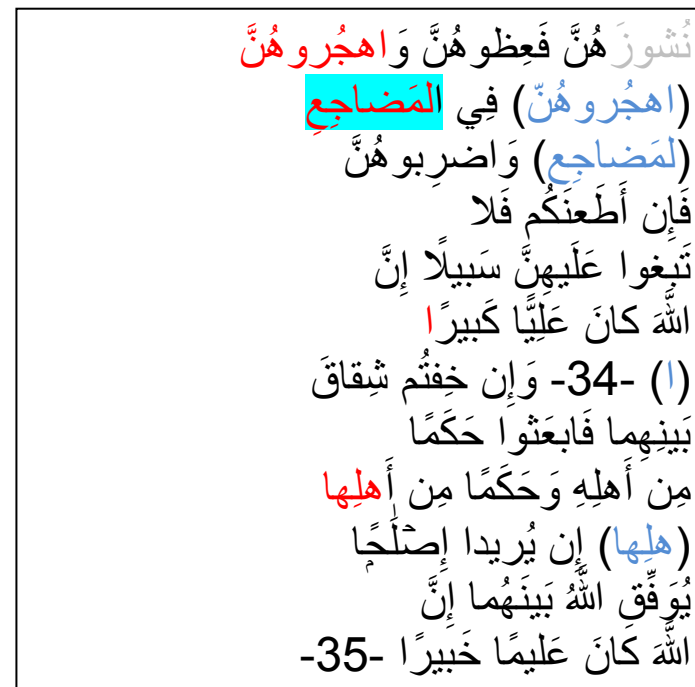 نُشوزَهُنَّ فَعِظوهُنَّ وَاهجُروهُنَّ
(اهجُروهُنّ) فِي المَضاجِعِ
(لمَضاجِع) وَاضرِبوهُنَّ
فَإِن أَطَعنَكُم فَلا
تَبغوا عَلَيهِنَّ سَبيلًا إِنَّ
اللَّهَ كانَ عَلِيًّا كَبيرًا
(ا) -34- وَإِن خِفتُم شِقاقَ
بَينِهِما فَابعَثوا حَكَمًا
مِن أَهلِهِ وَحَكَمًا مِن أَهلِها
(هلِها) إِن يُريدا إِصۡلَٰحٗا
يُوَفِّقِ اللَّهُ بَينَهُما إِنَّ
اللَّهَ كانَ عَليمًا خَبيرًا -35-